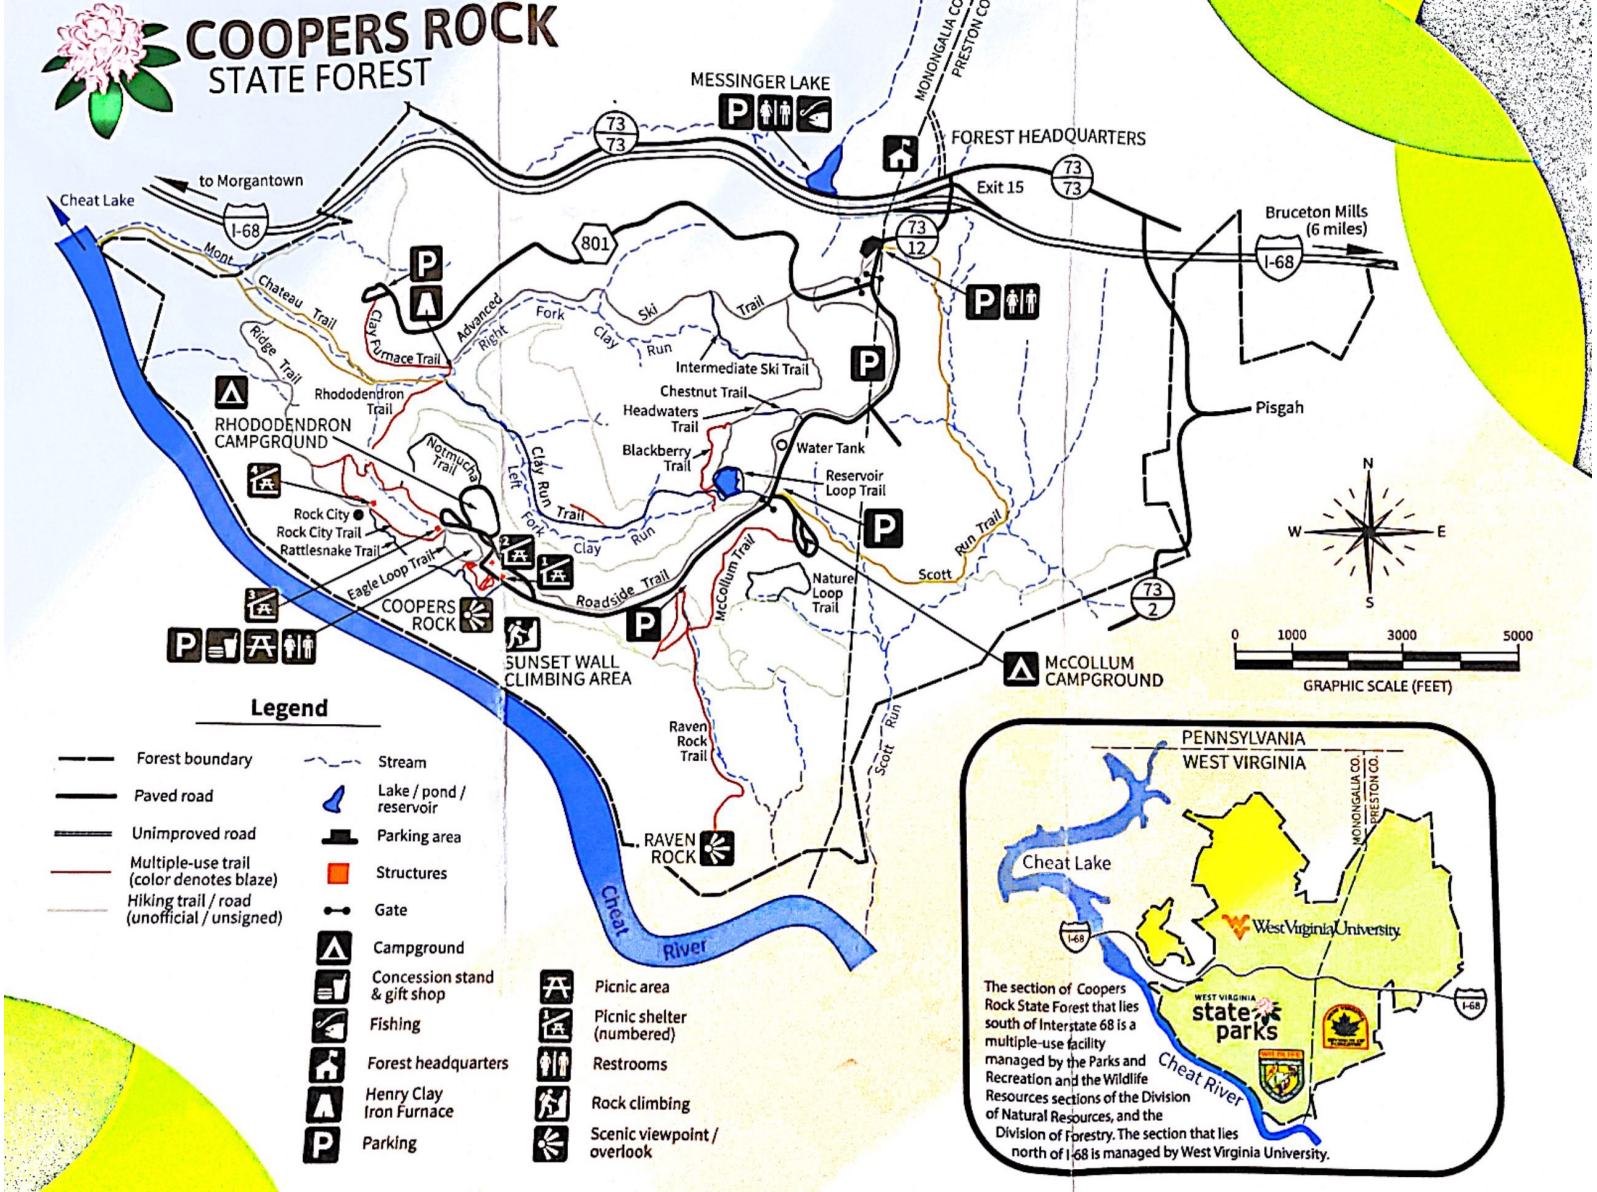 COOPERS ROCK
STATE FOREST
MONONGALIA CO.
PRESTON CO.
MESSINGER LAKE
P
73
73
FOREST HEADQUARTERS
73
73
Exit 15
to Morgantown
Cheat Lake
I-68
Bruceton Mills
(6 miles)
I-68
73
12
801
P
P
Mont
Chateau
Trail
Ridge
Trail
Clay
Furnace Trail
Advanced
Ski
Trail
Right
Fork
Clay
Run
Intermediate Ski Trail
P
Chestnut Trail
Headwaters
Trail
Pisgah
Rhododendron
Trail
RHODODENDRON
CAMPGROUND
Notmucha
Trail
Blackberry
Trail
Water Tank
Reservoir
Loop Trail
P
Clay Run
Trail
Left
Fork
Clay
Run
4
Rock City
Rock City Trail
Rattlesnake Trail
Eagle Loop Trail
2
1
3
P
COOPERS
ROCK
SUNSET WALL
CLIMBING AREA
Roadside Trail
P
McCollum Trail
Nature
Loop
Trail
Scott
Run Trail
73
2
N
W
E
S
0
1000
3000
5000
GRAPHIC SCALE (FEET)
McCOLLUM
CAMPGROUND
Raven
Rock
Trail
Scott Run
RAVEN
ROCK
Cheat
River
Legend
Forest boundary
Paved road
Unimproved road
Multiple-use trail
(color denotes blaze)
Hiking trail / road
(unofficial / unsigned)
Stream
Lake / pond /
reservoir
Parking area
Structures
Gate
Campground
Concession stand
& gift shop
Fishing
Forest headquarters
Henry Clay
Iron Furnace
P
Parking
Picnic area
1
Picnic shelter
(numbered)
Restrooms
Rock climbing
Scenic viewpoint /
overlook
PENNSYLVANIA
WEST VIRGINIA
MONONGALIA CO.
PRESTON CO.
Cheat Lake
I-68
West Virginia University.
I-68
WEST VIRGINIA
state
parks
WILDLIFE
Cheat River
The section of Coopers
Rock State Forest that lies
south of Interstate 68 is a
multiple-use facility
managed by the Parks and
Recreation and the Wildlife
Resources sections of the Division
of Natural Resources, and the
Division of Forestry. The section that lies
north of I-68 is managed by West Virginia University.